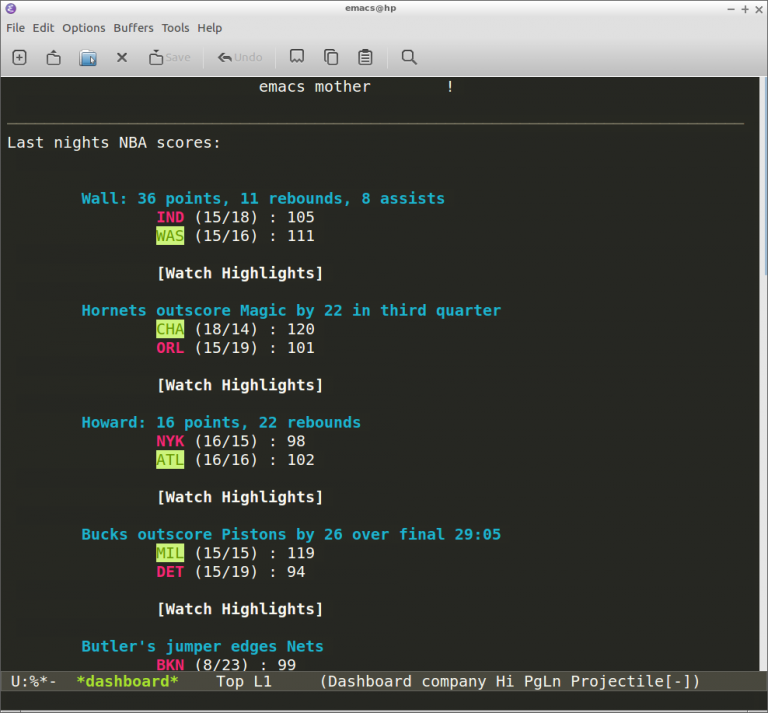 emacs@hp
File Edit Options Buffers Tools Help
Save Undo
emacs mother !
Last nights NBA scores:
Wall: 36 points, 11 rebounds, 8 assists
IND (15/18) : 105
WAS (15/16) : 111
[Watch Highlights]
Hornets outscore Magic by 22 in third quarter
CHA (18/14) : 120
ORL (15/19) : 101
[Watch Highlights]
Howard: 16 points, 22 rebounds
NYK (16/15) : 98
ATL (16/16) : 102
[Watch Highlights]
Bucks outscore Pistons by 26 over final 29:05
MIL (15/15) : 119
DET (15/19) : 94
[Watch Highlights]
Butler's jumper edges Nets
BKN (8/23) : 99
U:%*- *dashboard* Top L1 (Dashboard company Hi PgLn Projectile[-])